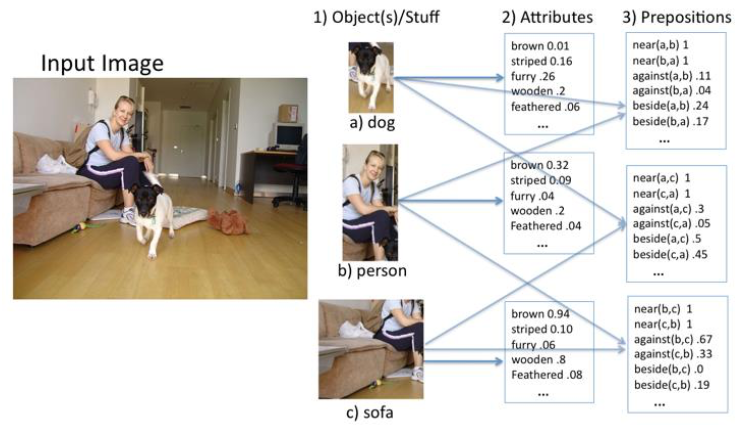 1) Object(s)/Stuff
2) Attributes
3) Prepositions
Input Image
a) dog
b) person
c) sofa
brown 0.01
striped 0.16
furry .26
wooden .2
feathered .06
...
brown 0.32
striped 0.09
furry .04
wooden .2
Feathered .04
...
brown 0.94
striped 0.10
furry .06
wooden .8
Feathered .08
...
near(a,b) 1
near(b,a) 1
against(a,b) .11
against(b,a) .04
beside(a,b) .24
beside(b,a) .17
...
near(a,c) 1
near(c,a) 1
against(a,c) .3
against(c,a) .05
beside(a,c) .5
beside(c,a) .45
...
near(b,c) 1
near(c,b) 1
against(b,c) .67
against(c,b) .33
beside(b,c) .0
beside(c,b) .19
...